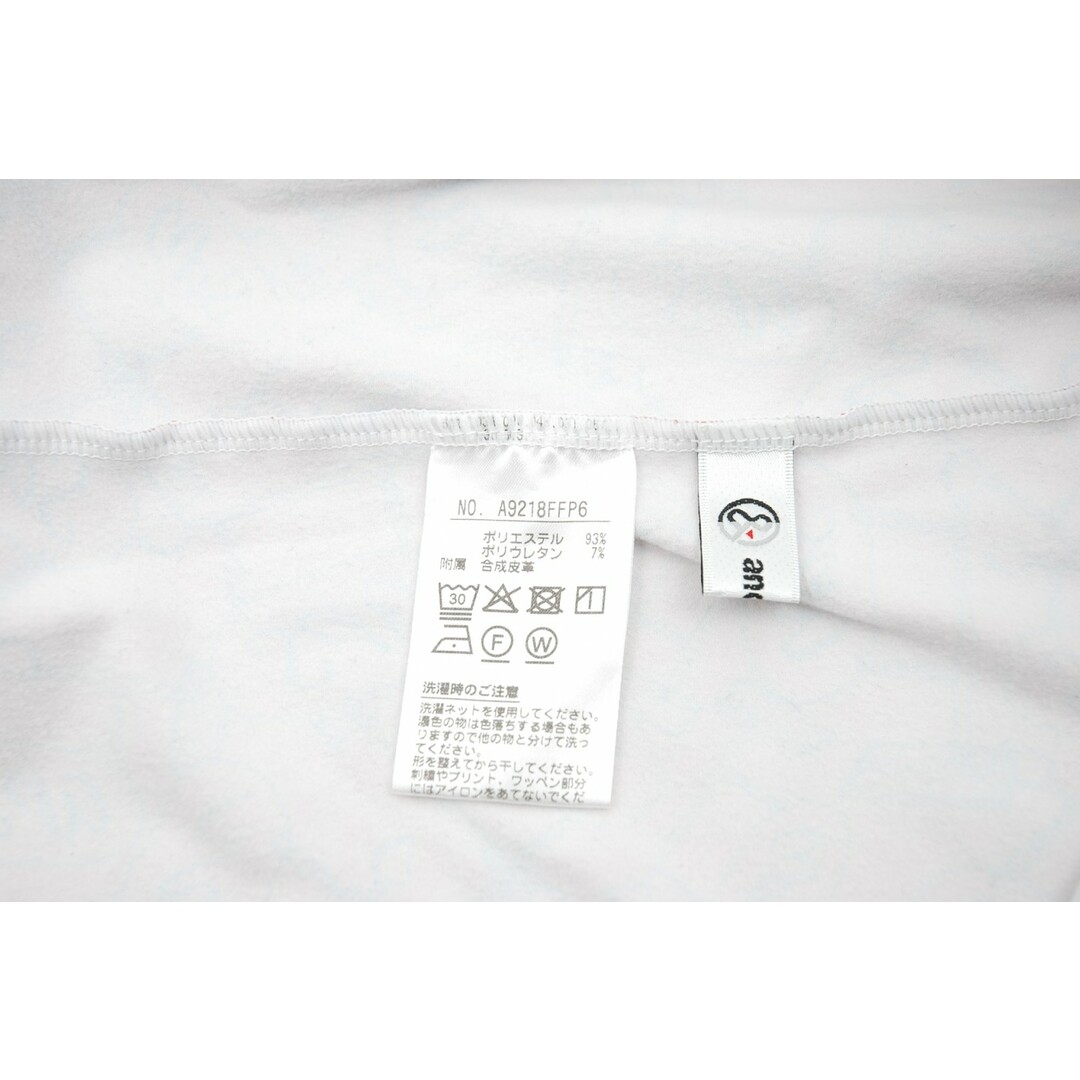 NO. A9218FFP6
ポリエステル 93%
ポリウレタン 7%
附属 合成皮革
30
F W
洗濯時のご注意
洗濯ネットを使用してください。
濃色の物は色落ちする場合もあ
りますので他の物と分けて洗っ
てください。
形を整えてから干してください。
刺繍やプリント、ワッペン部分
にはアイロンをあてないでくだ